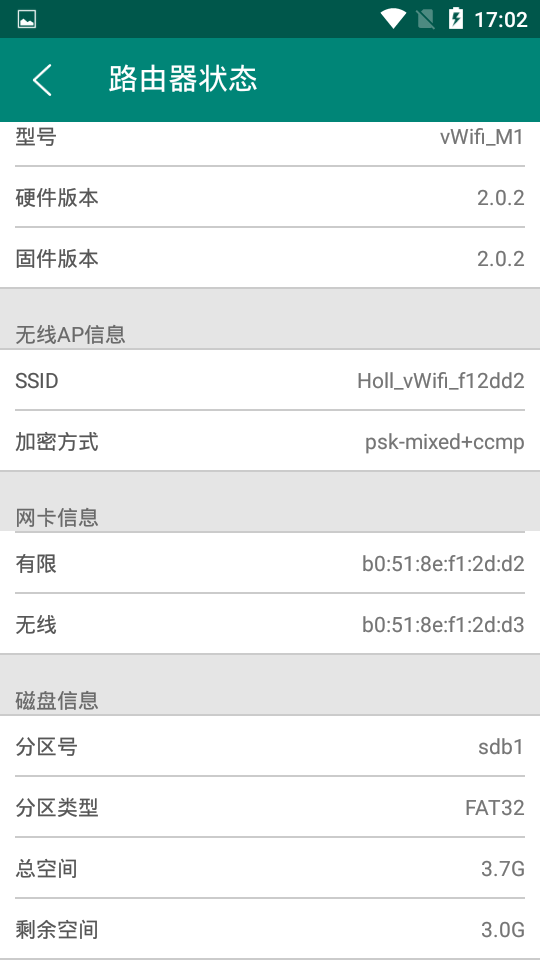 17:02
路由器状态
型号 vWifi_M1
硬件版本 2.0.2
固件版本 2.0.2
无线AP信息
SSID Holl_vWifi_f12dd2
加密方式 psk-mixed+ccmp
网卡信息
有限 b0:51:8e:f1:2d:d2
无线 b0:51:8e:f1:2d:d3
磁盘信息
分区号 sdb1
分区类型 FAT32
总空间 3.7G
剩余空间 3.0G